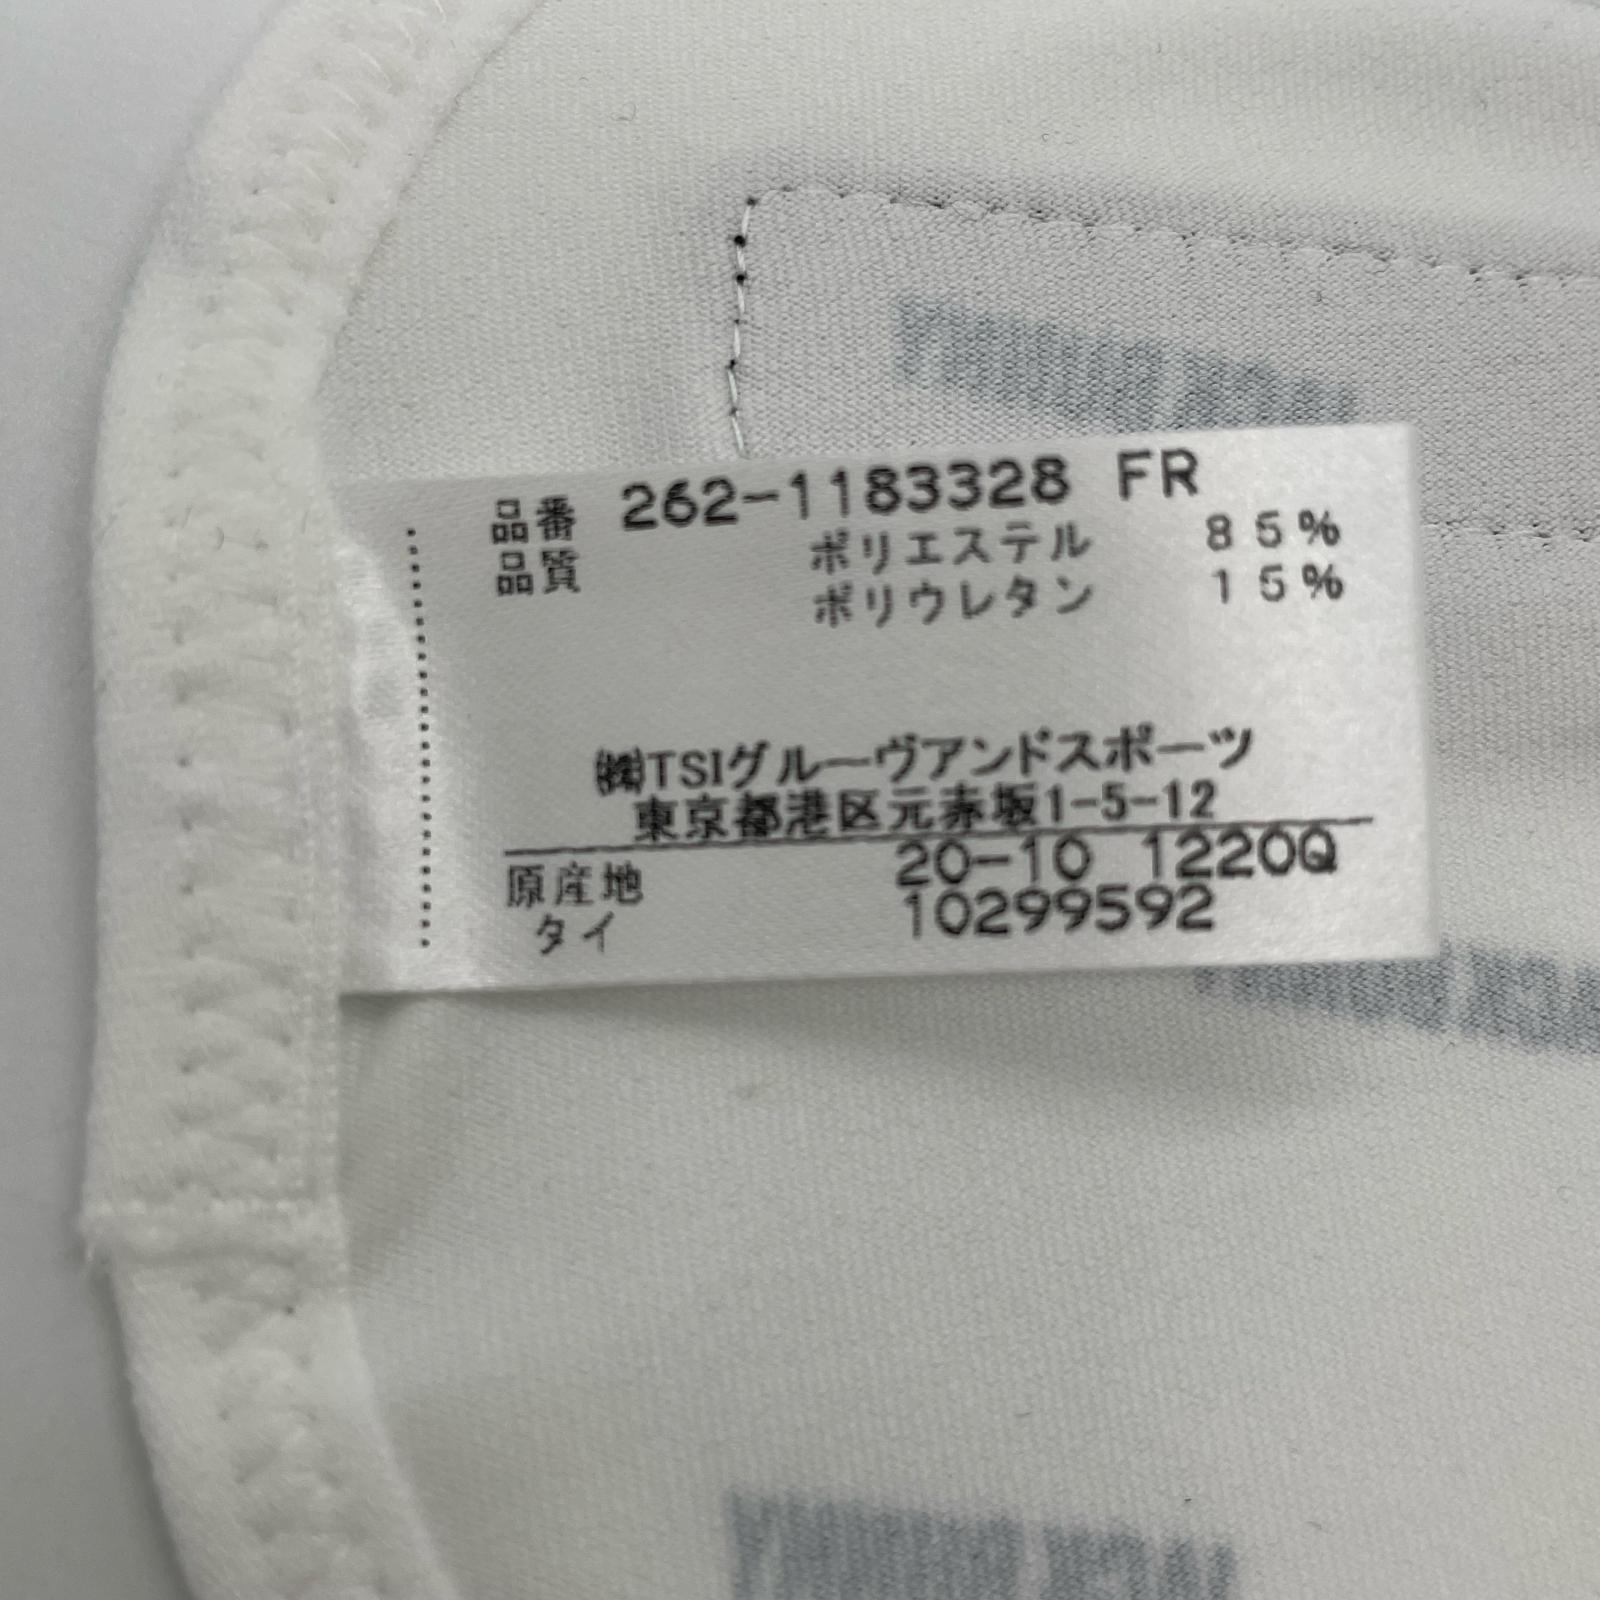 品番 262-1183328 FR
品質 ポリエステル 85%
ポリウレタン 15%
㈱TSIグルーヴアンドスポーツ
東京都港区元赤坂1-5-12
原産地 20-10 1220Q
タイ 10299592